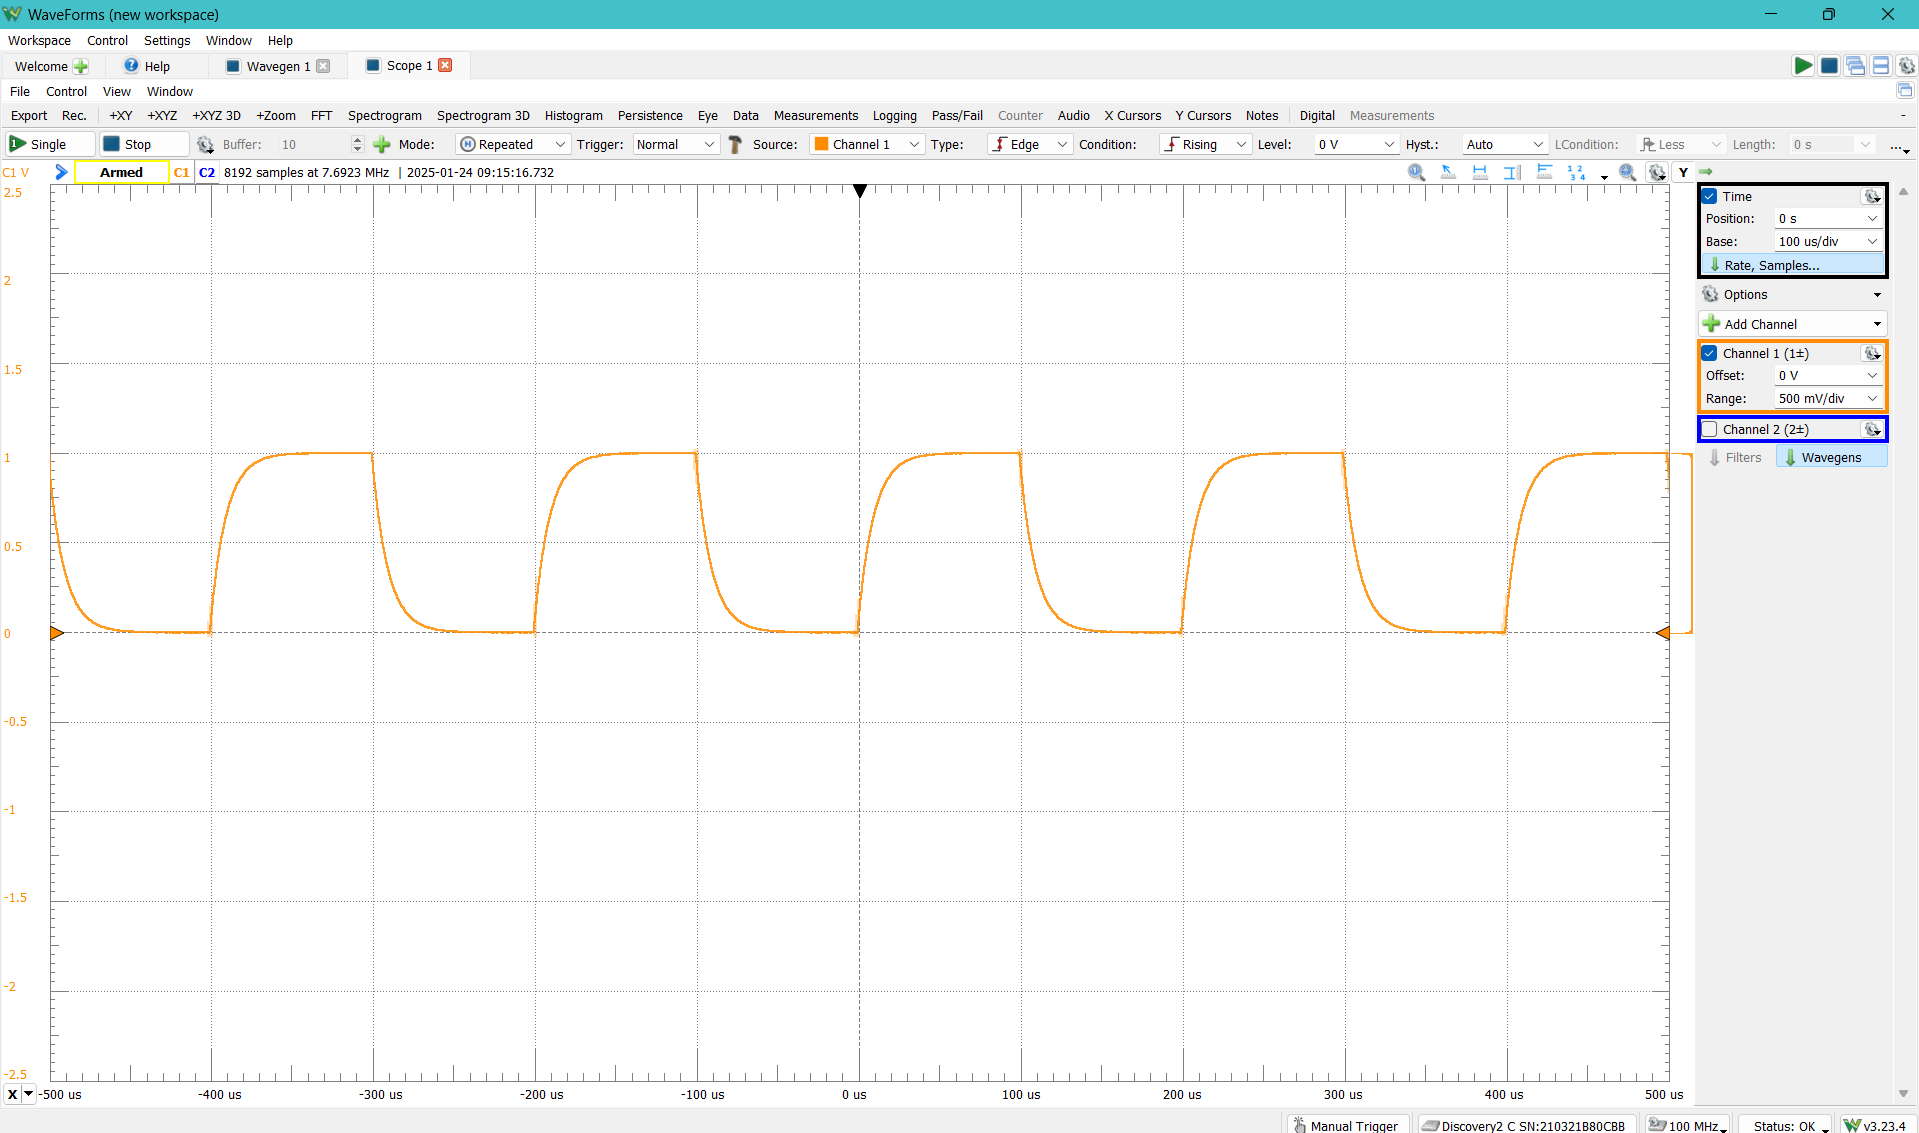 WaveForms (new workspace)
Workspace Control Settings Window Help
Welcome Help Wavegen 1 Scope 1
File Control View Window
Export Rec. +XY +XYZ +XYZ 3D +Zoom FFT Spectrogram Spectrogram 3D Histogram Persistence Eye Data Measurements Logging Pass/Fail Counter Audio X Cursors Y Cursors Notes Digital Measurements
Single Stop Buffer: 10 Mode: Repeated Trigger: Normal Source: Channel 1 Type: Edge Condition: Rising Level: 0 V Hyst.: Auto LCondition: Less Length: 0 s ...
C1 V Armed C1 C2 8192 samples at 7.6923 MHz | 2025-01-24 09:15:16.732 Y
2.5
2
1.5
1
0.5
0
-0.5
-1
-1.5
-2
-2.5
X -500 us -400 us -300 us -200 us -100 us 0 us 100 us 200 us 300 us 400 us 500 us
Time
Position: 0 s
Base: 100 us/div
Rate, Samples...
Options
Add Channel
Channel 1 (1±)
Offset: 0 V
Range: 500 mV/div
Channel 2 (2±)
Filters Wavegens
Manual Trigger Discovery2 C SN:210321B80CBB 100 MHz Status: OK v3.23.4